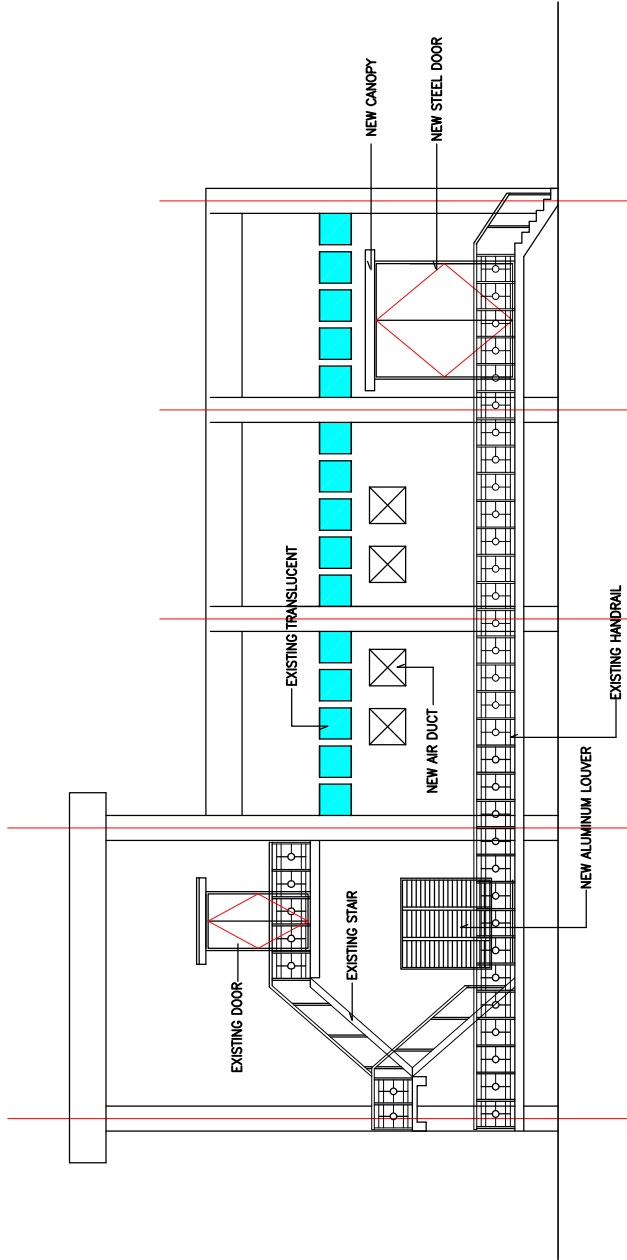 NEW CANOPY
NEW STEEL DOOR
EXISTING TRANSLUCENT
NEW AIR DUCT
EXISTING HANDRAIL
NEW ALUMINUM LOUVER
EXISTING STAIR
EXISTING DOOR